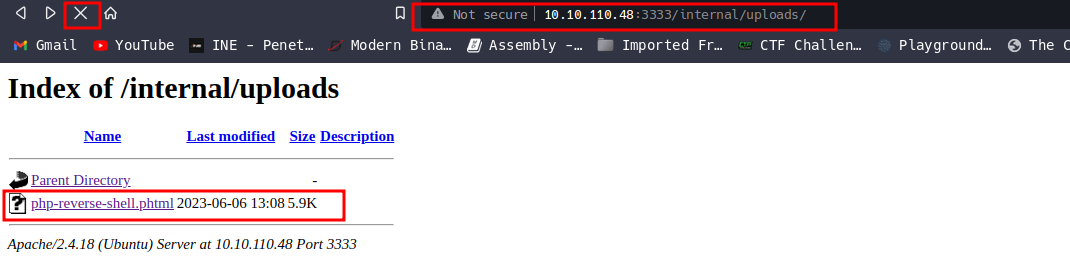 Not secure | 10.10.110.48:3333/internal/uploads/
Gmail YouTube INE - Penet... Modern Bina... Assembly -... Imported Fr... CTF Challen... Playground... The C
Index of /internal/uploads
Name Last modified Size Description
Parent Directory -
php-reverse-shell.phtml 2023-06-06 13:08 5.9K
Apache/2.4.18 (Ubuntu) Server at 10.10.110.48 Port 3333